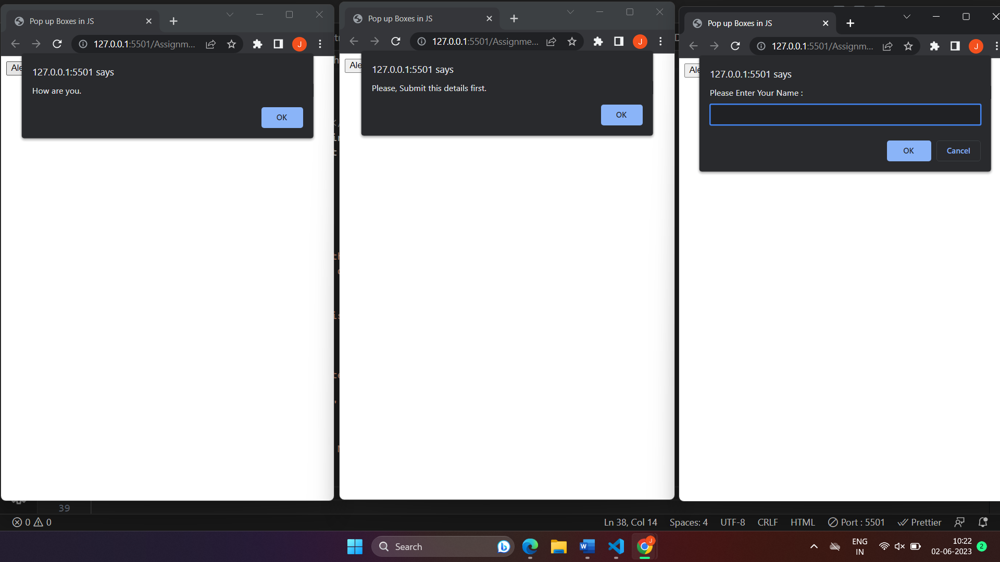 Pop up Boxes in JS
127.0.0.1:5501/Assignm...
Ale
127.0.0.1:5501 says
How are you.
OK
Pop up Boxes in JS
127.0.0.1:5501/Assignme...
Ale
127.0.0.1:5501 says
Please, Submit this details first.
OK
Pop up Boxes in JS
127.0.0.1:5501/Assignm...
Ale
127.0.0.1:5501 says
Please Enter Your Name :
OK Cancel
39
0 0 Ln 38, Col 14 Spaces: 4 UTF-8 CRLF HTML Port : 5501 Prettier
Search
ENG
IN
10:22
02-06-2023
2